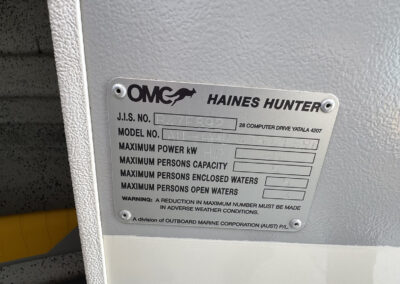 OMC HAINES HUNTER
J.I.S. NO. 28 COMPUTER DRIVE YATALA 4207
MODEL NO.
MAXIMUM POWER kW
MAXIMUM PERSONS CAPACITY
MAXIMUM PERSONS ENCLOSED WATERS
MAXIMUM PERSONS OPEN WATERS
WARNING: A REDUCTION IN MAXIMUM NUMBER MUST BE MADE
IN ADVERSE WEATHER CONDITIONS.
A division of OUTBOARD MARINE CORPORATION (AUST) P/L.